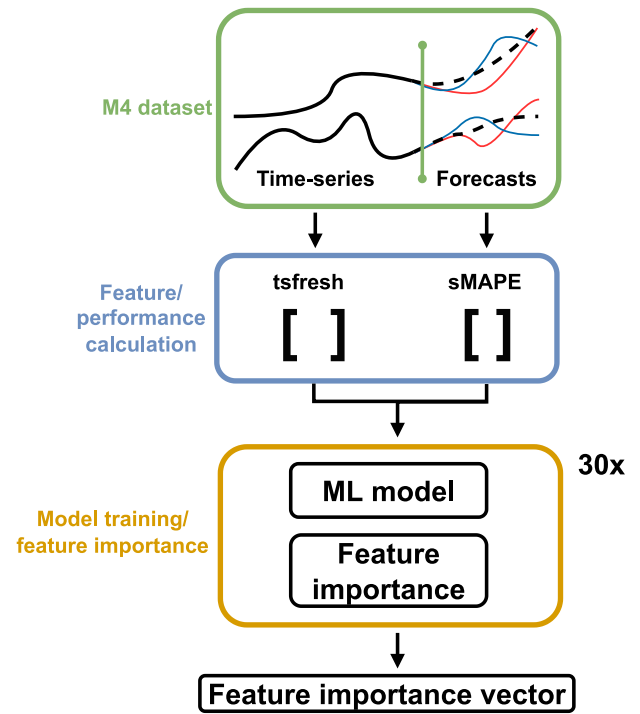 M4 dataset
Time-series
Forecasts
Feature/
performance
calculation
tsfresh
sMAPE
[ ]
[ ]
Model training/
feature importance
30x
ML model
Feature
importance
Feature importance vector